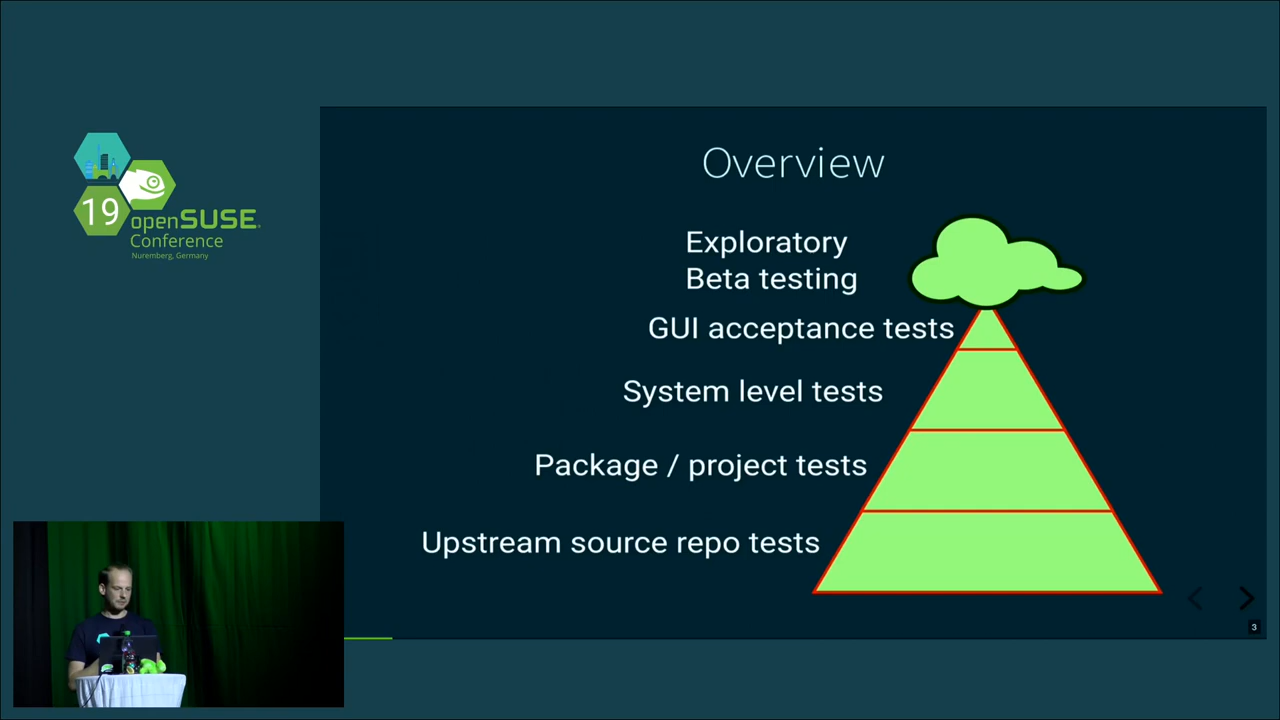 19
openSUSE
Conference
Nuremberg, Germany
Overview
Exploratory
Beta testing
GUI acceptance tests
System level tests
Package / project tests
Upstream source repo tests
3